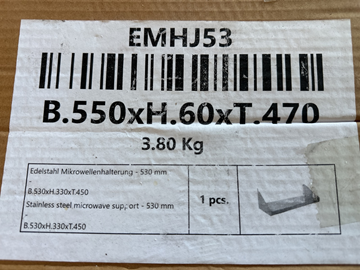 EMHJ53
B.550xH.60xT.470
3.80 Kg
Edelstahl Mikrowellenhalterung - 530 mm
B.530xH.330xT.450
Stainless steel microwave sup,ort - 530 mm
B.530xH.330xT.450
1 pcs.